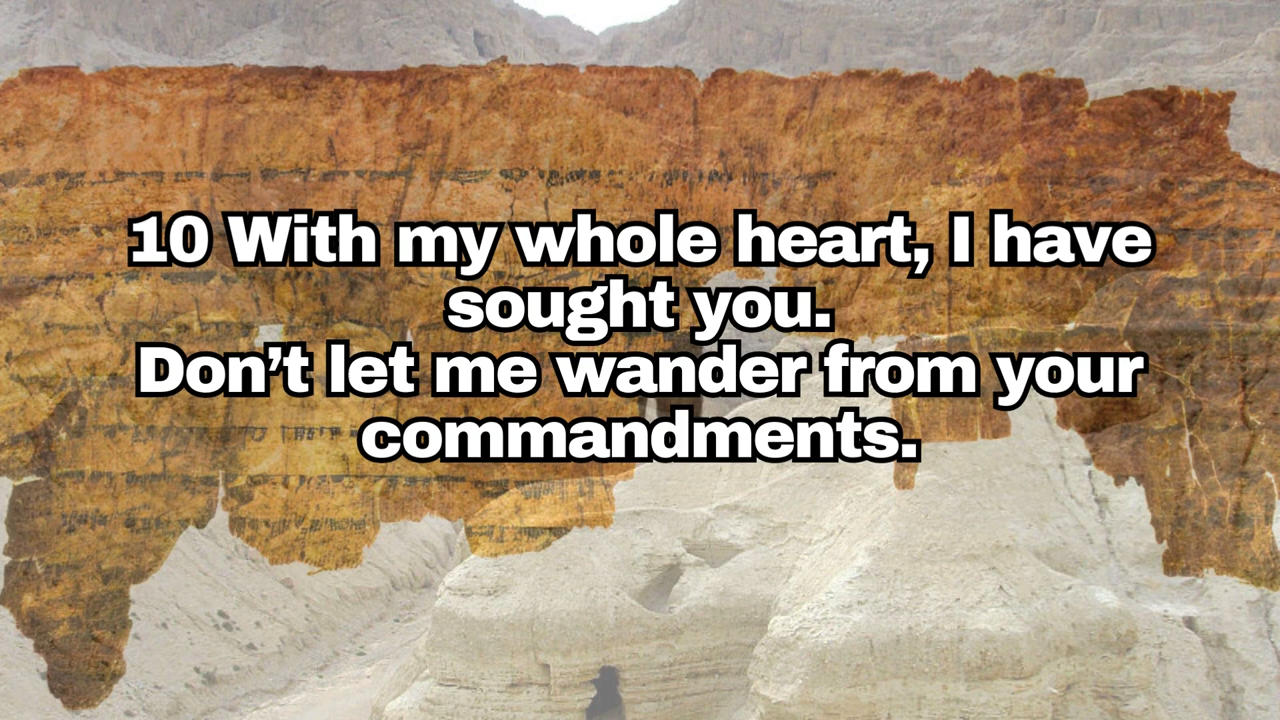 10 With my whole heart, I have
sought you.
Don’t let me wander from your
commandments.